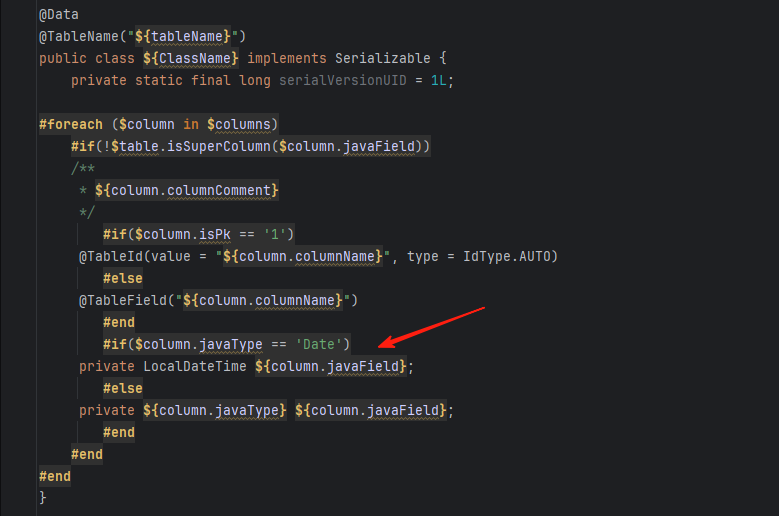 @Data
@TableName("${tableName}")
public class ${ClassName} implements Serializable {
    private static final long serialVersionUID = 1L;

#foreach ($column in $columns)
    #if(!$table.isSuperColumn($column.javaField))
    /**
     * ${column.columnComment}
     */
        #if($column.isPk == '1')
     @TableId(value = "${column.columnName}", type = IdType.AUTO)
        #else
     @TableField("${column.columnName}")
        #end
        #if($column.javaType == 'Date')
     private LocalDateTime ${column.javaField};
        #else
     private ${column.javaType} ${column.javaField};
        #end
    #end
#end
}